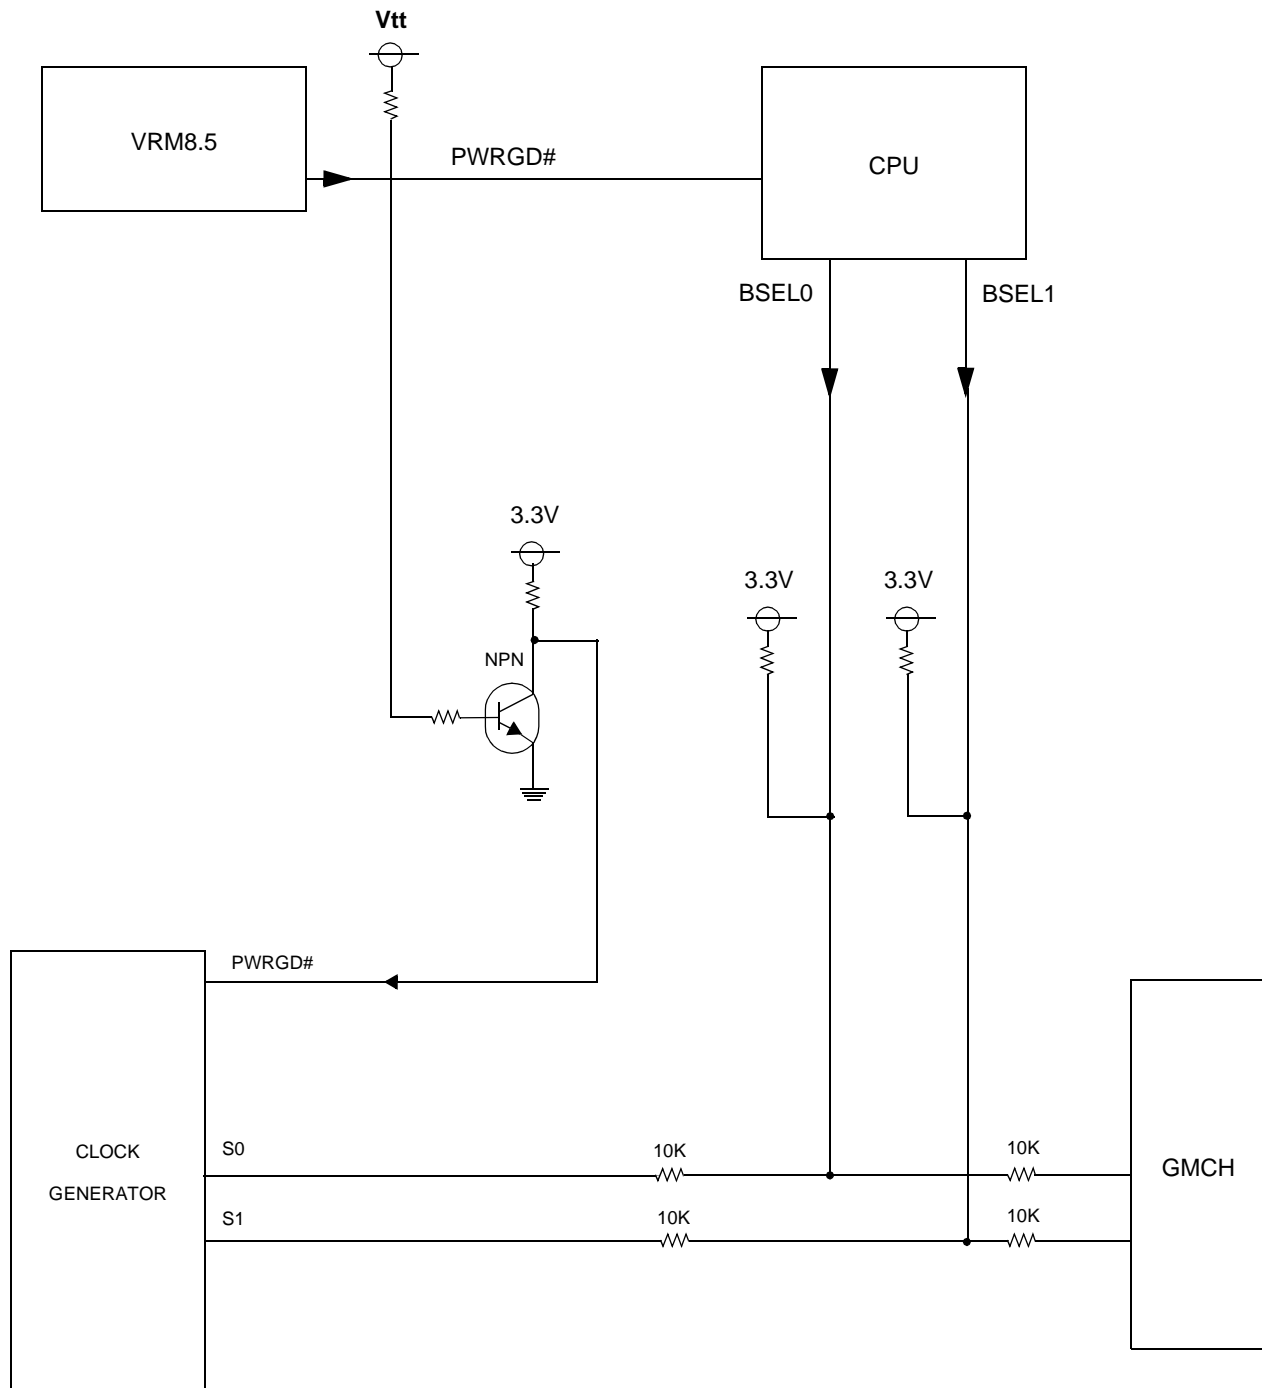 Vtt
VRM8.5
PWRGD#
CPU
BSEL0
BSEL1
3.3V
3.3V
3.3V
NPN
PWRGD#
CLOCK
GENERATOR
S0
10K
10K
GMCH
S1
10K
10K